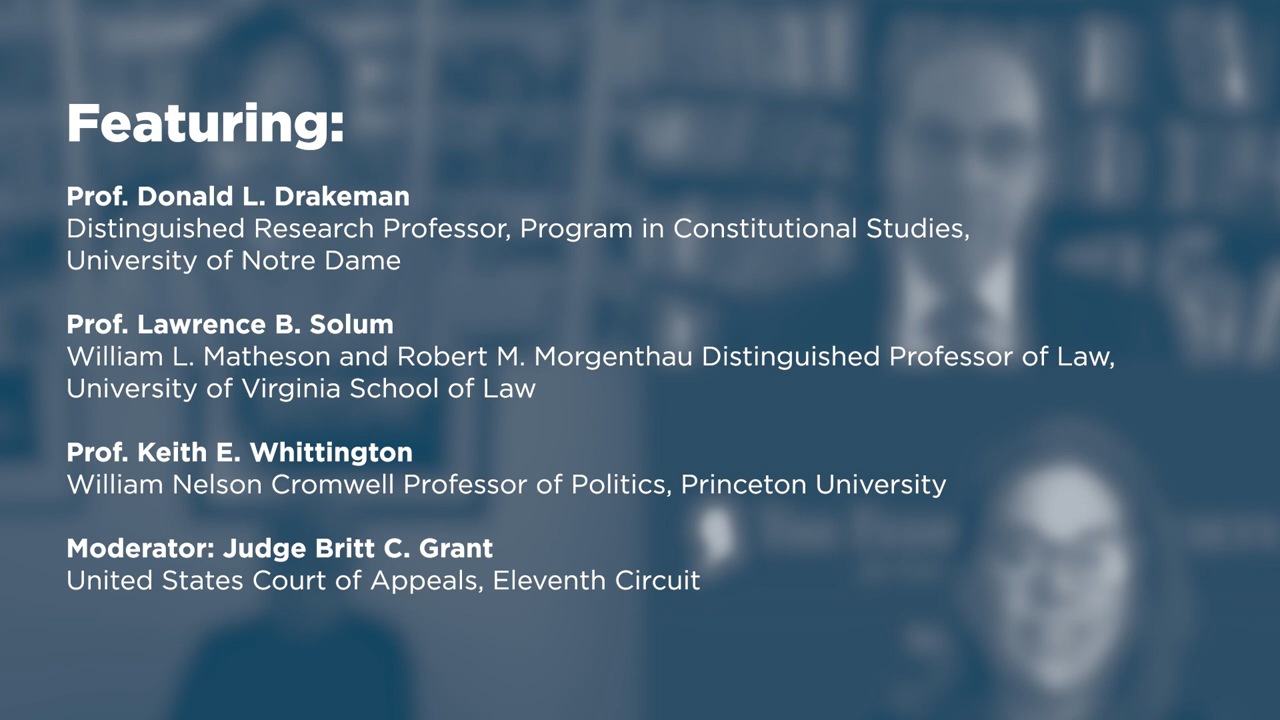 Featuring:
Prof. Donald L. Drakeman
Distinguished Research Professor, Program in Constitutional Studies,
University of Notre Dame
Prof. Lawrence B. Solum
William L. Matheson and Robert M. Morgenthau Distinguished Professor of Law,
University of Virginia School of Law
Prof. Keith E. Whittington
William Nelson Cromwell Professor of Politics, Princeton University
Moderator: Judge Britt C. Grant
United States Court of Appeals, Eleventh Circuit